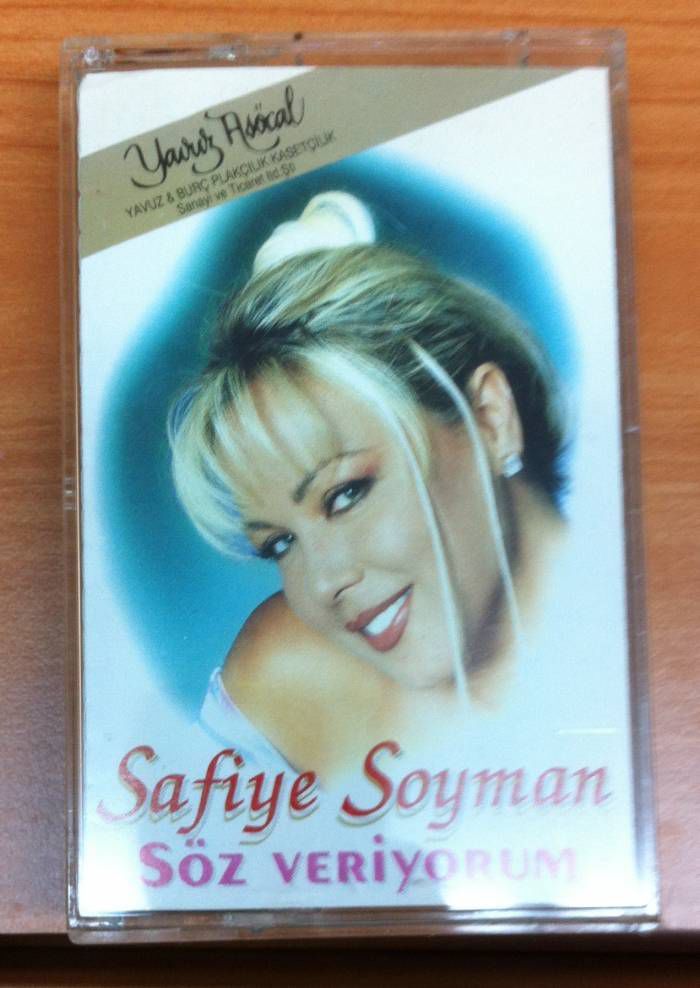 Yavuz Asöcal
YAVUZ & BURÇ PLAKÇILIK KASETÇİLİK
Sanayi ve Ticaret ltd.Şti
Safiye Soyman
SÖZ VERİYORUM